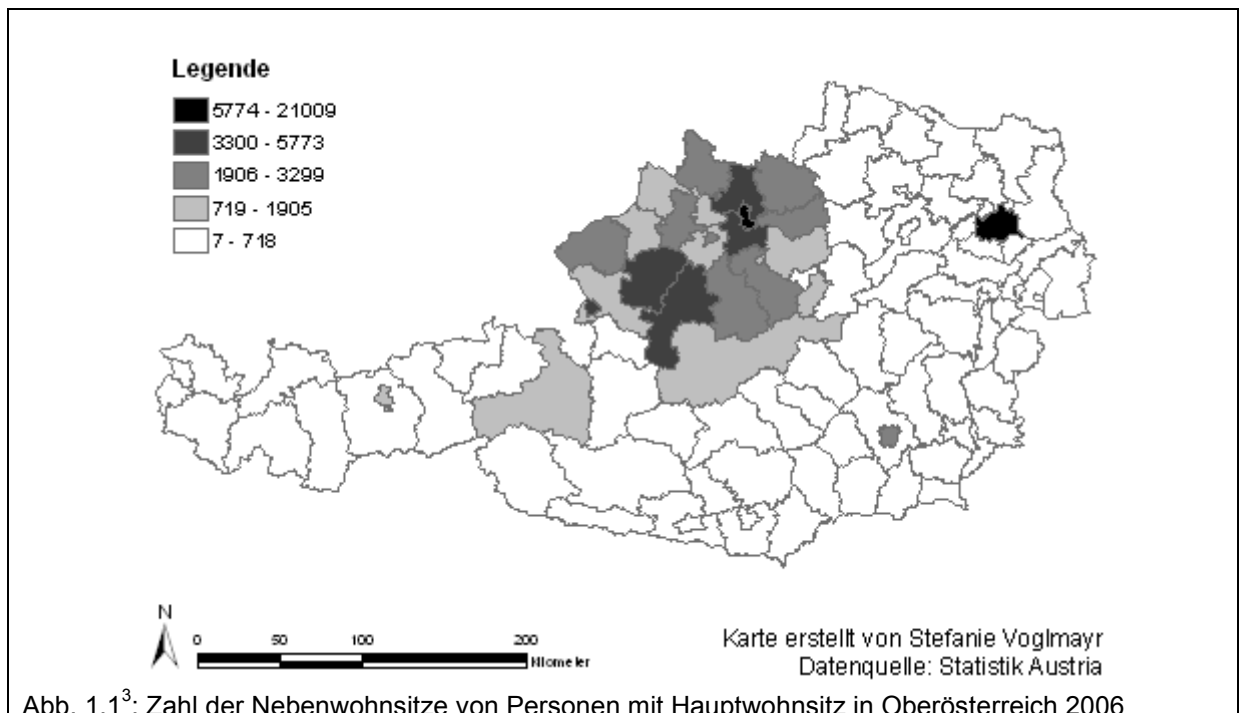 Legende
5774 - 21009
3300 - 5773
1906 - 3299
719 - 1905
7 - 718
N
0 50 100 200
Kilometer
Karte erstellt von Stefanie Voglmayr
Datenquelle: Statistik Austria
Abb. 1.1³: Zahl der Nebenwohnsitze von Personen mit Hauptwohnsitz in Oberösterreich 2006